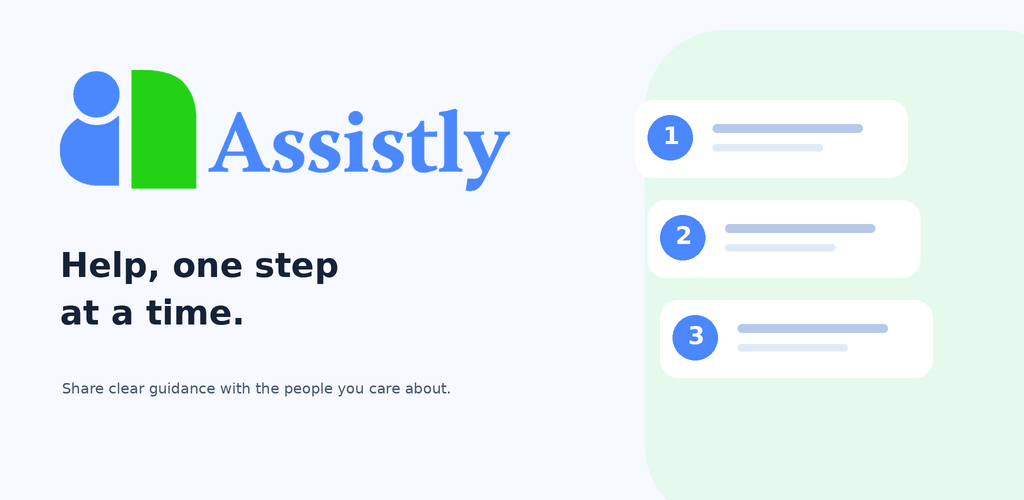 Assistly
Help, one step
at a time.
Share clear guidance with the people you care about.
1
2
3